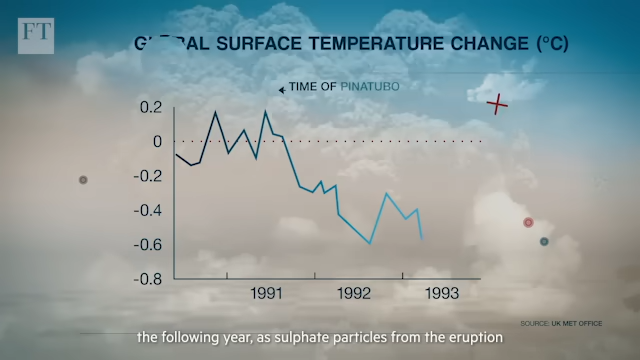 FT
GLOBAL SURFACE TEMPERATURE CHANGE (°C)
TIME OF PINATUBO
0.2
0
-0.2
-0.4
-0.6
-0.8
1991
1992
1993
SOURCE: UK MET OFFICE
the following year, as sulphate particles from the eruption